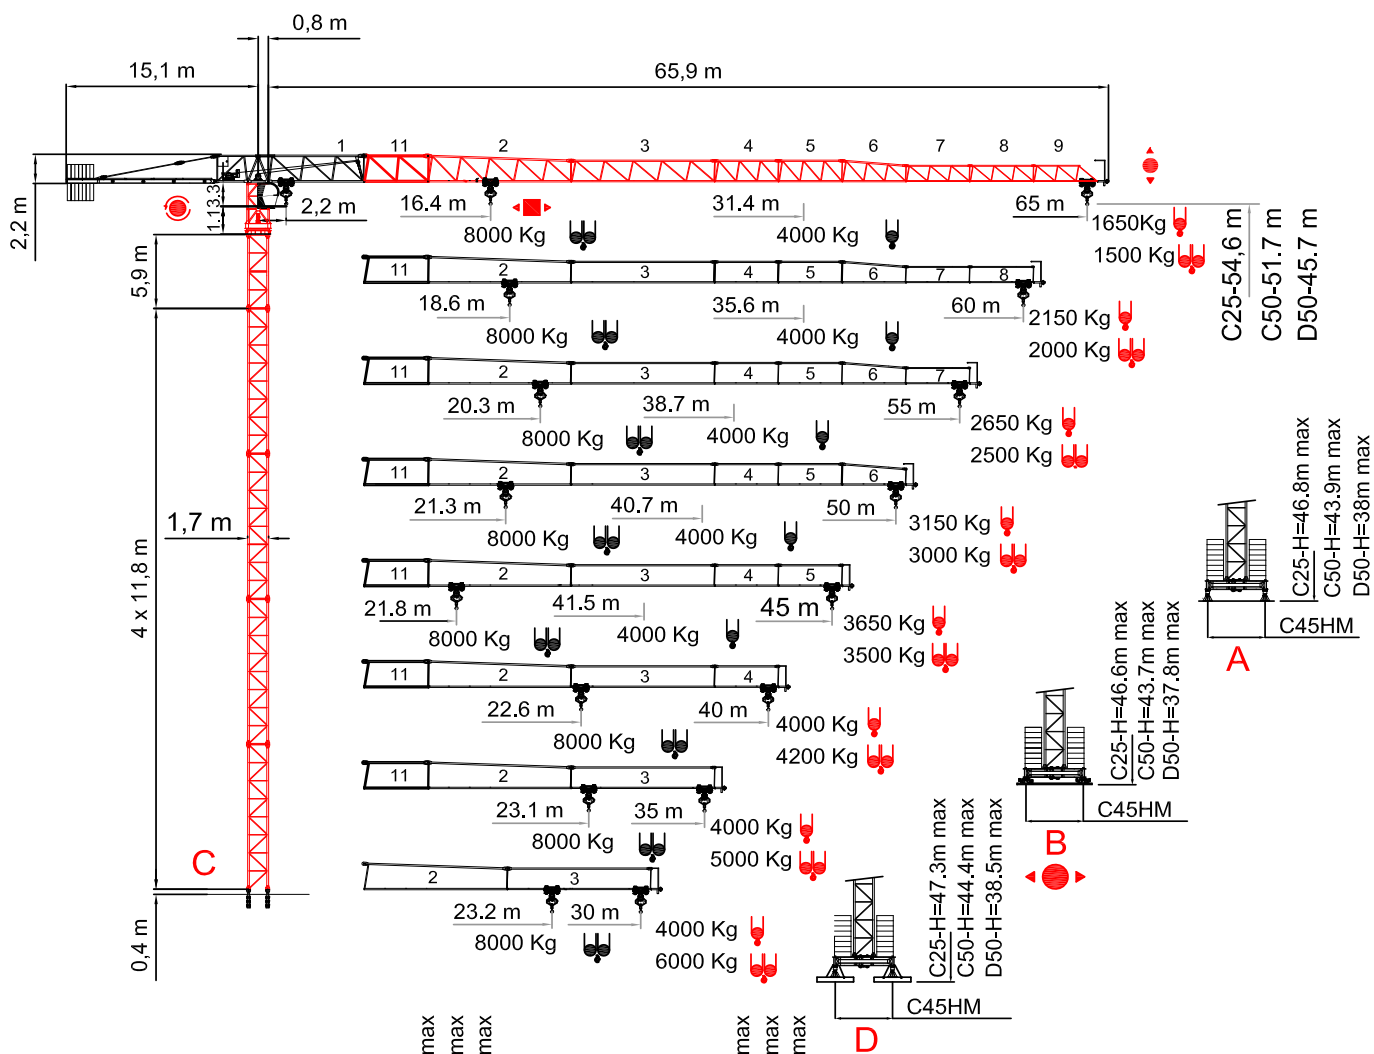 0,8 m
15,1 m
65,9 m
1 11 2 3 4 5 6 7 8 9
2,2 m
1.13.3
2,2 m
16.4 m
31.4 m
65 m
8000 Kg
4000 Kg
1650Kg
1500 Kg
C25-54,6 m
C50-51.7 m
D50-45.7 m
5,9 m
11 2 3 4 5 6 7 8
18.6 m
35.6 m
60 m
8000 Kg
4000 Kg
2150 Kg
2000 Kg
11 2 3 4 5 6 7
20.3 m
38.7 m
55 m
8000 Kg
4000 Kg
2650 Kg
2500 Kg
11 2 3 4 5 6
1,7 m
21.3 m
40.7 m
50 m
8000 Kg
4000 Kg
3150 Kg
3000 Kg
4 x 11,8 m
11 2 3 4 5
21.8 m
41.5 m
45 m
8000 Kg
4000 Kg
3650 Kg
3500 Kg
11 2 3 4
22.6 m
40 m
8000 Kg
4000 Kg
4200 Kg
11 2 3
23.1 m
35 m
8000 Kg
4000 Kg
5000 Kg
2 3
23.2 m
30 m
8000 Kg
4000 Kg
6000 Kg
C
0,4 m
C25-H=46.8m max
C50-H=43.9m max
D50-H=38m max
C45HM
A
C25-H=46.6m max
C50-H=43.7m max
D50-H=37.8m max
C45HM
B
C25-H=47.3m max
C50-H=44.4m max
D50-H=38.5m max
C45HM
D
max
max
max
max
max
max